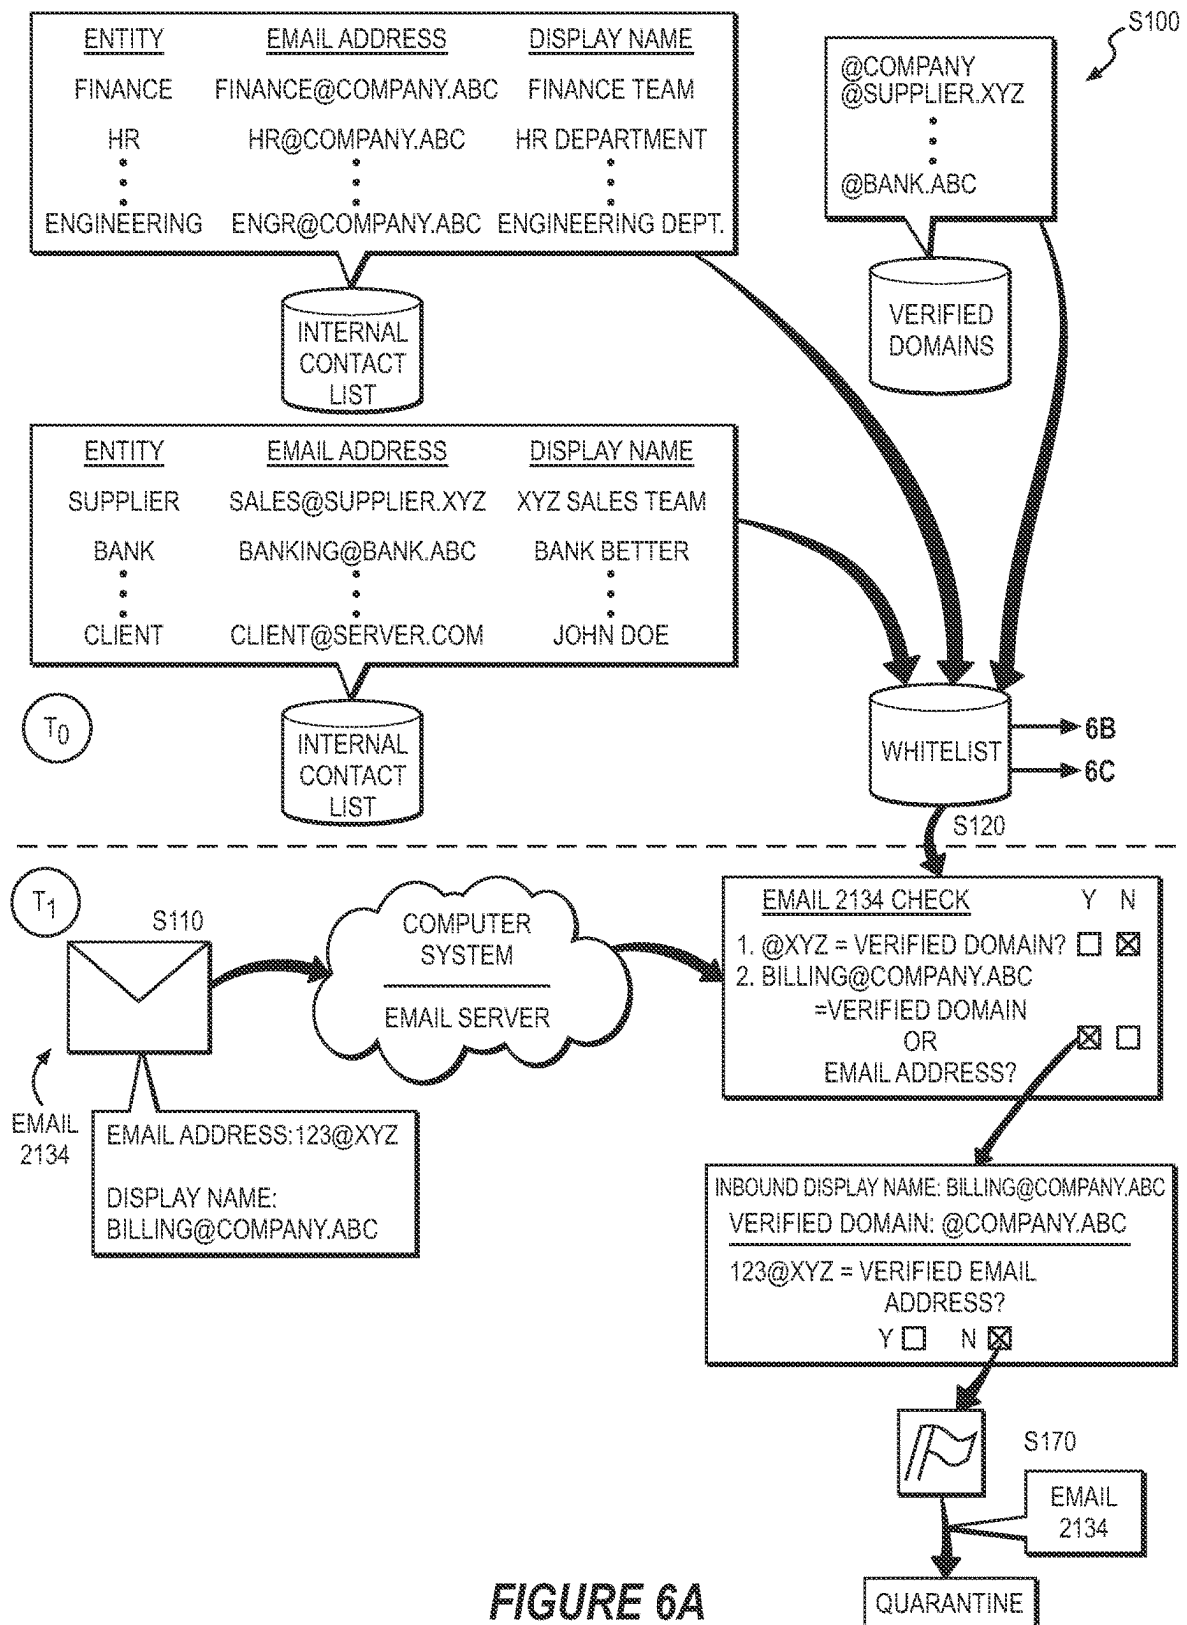 S100
ENTITY EMAIL ADDRESS DISPLAY NAME
FINANCE FINANCE@COMPANY.ABC FINANCE TEAM
HR HR@COMPANY.ABC HR DEPARTMENT
ENGINEERING ENGR@COMPANY.ABC ENGINEERING DEPT.
INTERNAL
CONTACT
LIST
@COMPANY
@SUPPLIER.XYZ
@BANK.ABC
VERIFIED
DOMAINS
ENTITY EMAIL ADDRESS DISPLAY NAME
SUPPLIER SALES@SUPPLIER.XYZ XYZ SALES TEAM
BANK BANKING@BANK.ABC BANK BETTER
CLIENT CLIENT@SERVER.COM JOHN DOE
INTERNAL
CONTACT
LIST
T0
WHITELIST
6B
6C
S120
T1
S110
EMAIL
2134
EMAIL ADDRESS:123@XYZ
DISPLAY NAME:
BILLING@COMPANY.ABC
COMPUTER
SYSTEM
EMAIL SERVER
EMAIL 2134 CHECK Y N
1. @XYZ = VERIFIED DOMAIN?
2. BILLING@COMPANY.ABC
=VERIFIED DOMAIN
OR
EMAIL ADDRESS?
INBOUND DISPLAY NAME: BILLING@COMPANY.ABC
VERIFIED DOMAIN: @COMPANY.ABC
123@XYZ = VERIFIED EMAIL
ADDRESS?
Y N
S170
EMAIL
2134
QUARANTINE
FIGURE 6A